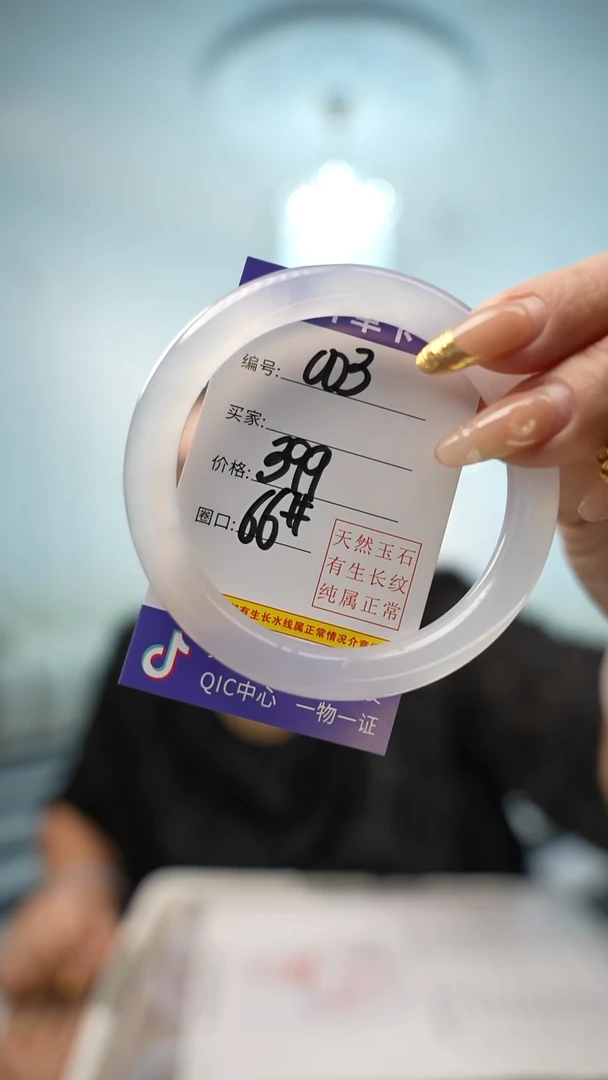 编号: 003
买家:
价格: 399
圈口: 66#
天然玉石
有生长纹
纯属正常
有生长水线属正常情况介意
QIC中心 一物一证